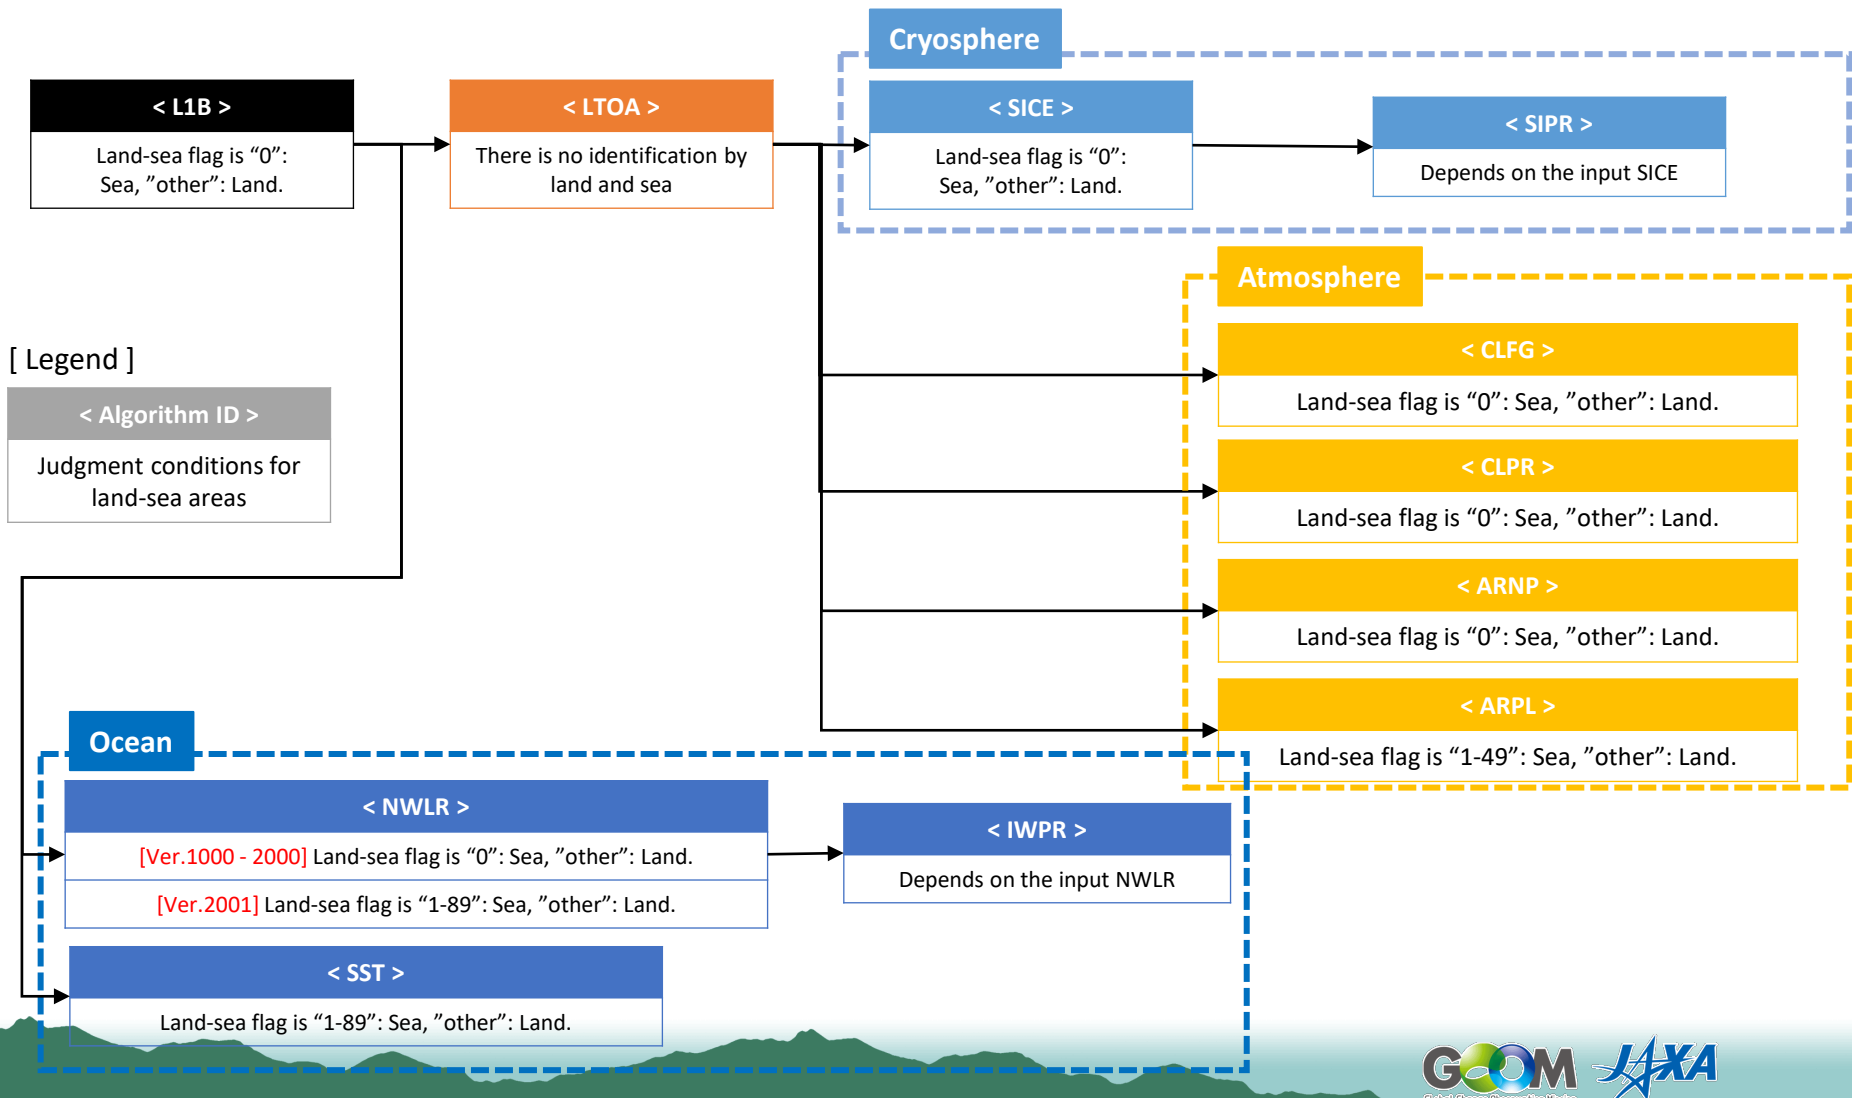 Cryosphere
< L1B >
Land-sea flag is “0”:
Sea, ”other”: Land.
< LTOA >
There is no identification by
land and sea
< SICE >
Land-sea flag is “0”:
Sea, ”other”: Land.
< SIPR >
Depends on the input SICE
Atmosphere
< CLFG >
Land-sea flag is “0”: Sea, ”other”: Land.
< CLPR >
Land-sea flag is “0”: Sea, ”other”: Land.
< ARNP >
Land-sea flag is “0”: Sea, ”other”: Land.
< ARPL >
Land-sea flag is “1-49”: Sea, ”other”: Land.
[ Legend ]
< Algorithm ID >
Judgment conditions for
land-sea areas
Ocean
< NWLR >
[Ver.1000 - 2000] Land-sea flag is “0”: Sea, ”other”: Land.
[Ver.2001] Land-sea flag is “1-89”: Sea, ”other”: Land.
< IWPR >
Depends on the input NWLR
< SST >
Land-sea flag is “1-89”: Sea, ”other”: Land.
GCOM
JAXA